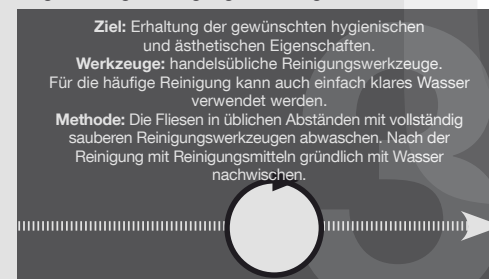 Ziel: Erhaltung der gewünschten hygienischen
und ästhetischen Eigenschaften.
Werkzeuge: handelsübliche Reinigungswerkzeuge.
Für die häufige Reinigung kann auch einfach klares Wasser
verwendet werden.
Methode: Die Fliesen in üblichen Abständen mit vollständig
sauberen Reinigungswerkzeugen abwaschen. Nach der
Reinigung mit Reinigungsmitteln gründlich mit Wasser
nachwischen.
3